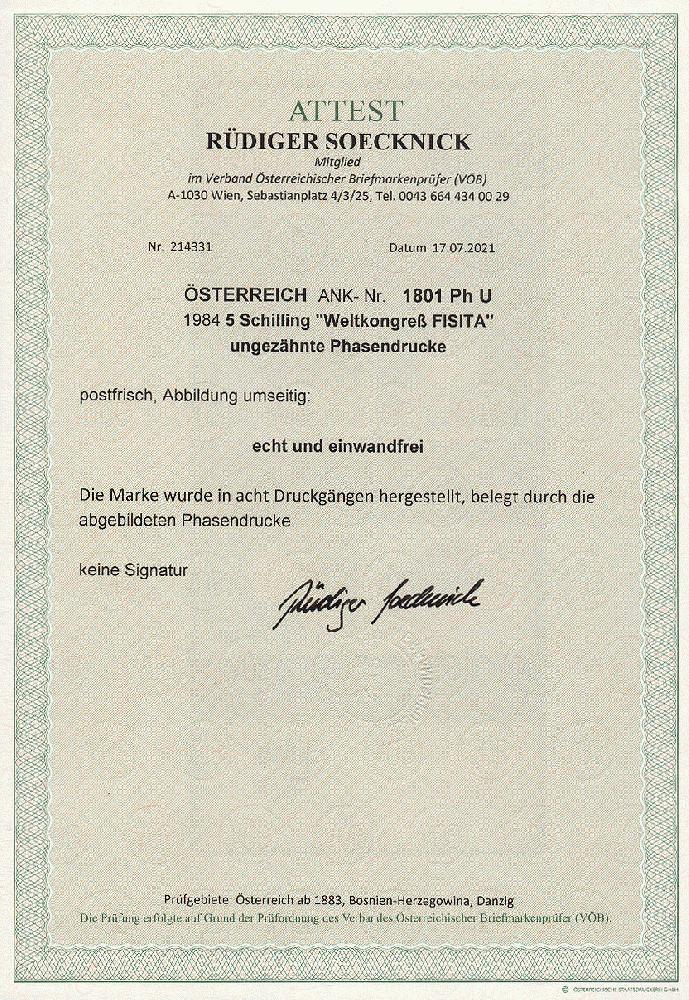 ATTEST
RÜDIGER SOECKNICK
Mitglied
im Verband Österreichischer Briefmarkenprüfer (VÖB)
A-1030 Wien, Sebastianplatz 4/3/25, Tel. 0043 664 434 00 29
Nr. 214331 Datum 17.07.2021
ÖSTERREICH ANK- Nr. 1801 Ph U
1984 5 Schilling "Weltkongreß FISITA"
ungezähnte Phasendrucke
postfrisch, Abbildung umseitig:
echt und einwandfrei
Die Marke wurde in acht Druckgängen hergestellt, belegt durch die
abgebildeten Phasendrucke
keine Signatur
Rüdiger Soecknick
Prüfgebiete Österreich ab 1883, Bosnien-Herzegowina, Danzig
Die Prüfung erfolgte auf Grund der Prüfordnung des Verbandes Österreichischer Briefmarkenprüfer (VÖB).
© ÖSTERREICHISCHE STAATSDRUCKEREI GMBH